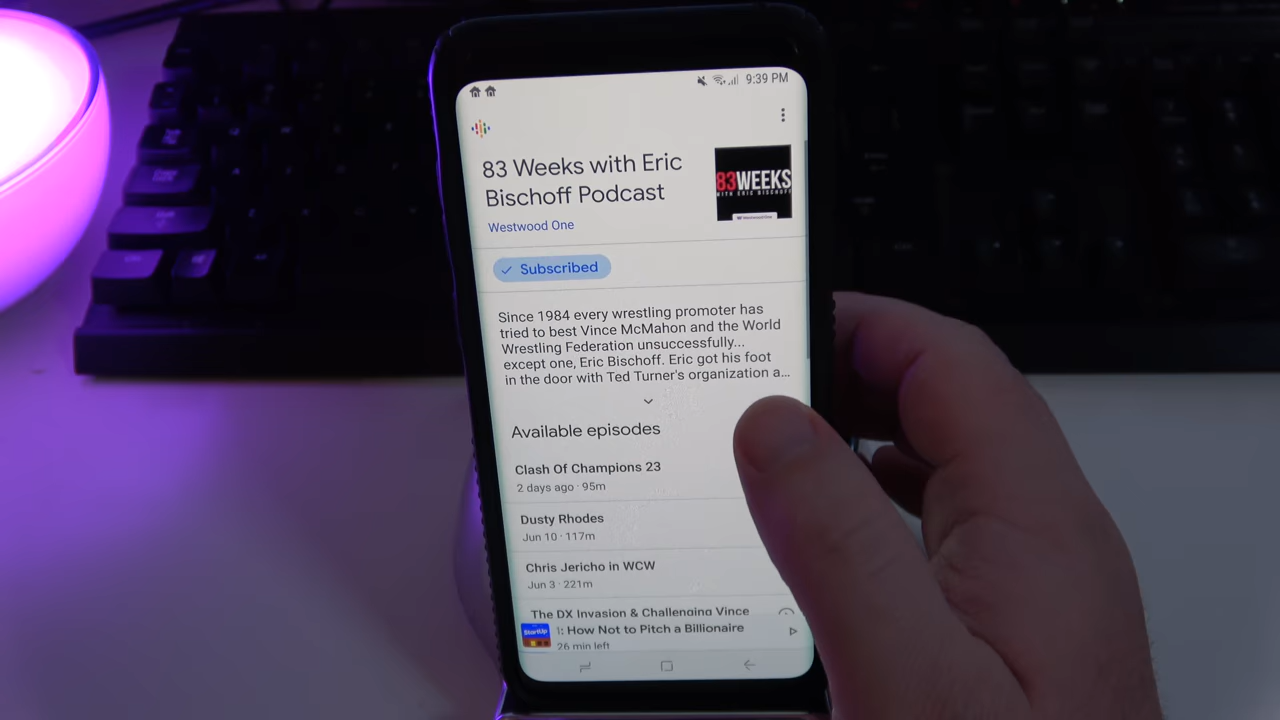 9:39 PM
83 Weeks with Eric
Bischoff Podcast
83WEEKS
WITH ERIC BISCHOFF
Westwood One
Subscribed
Since 1984 every wrestling promoter has
tried to best Vince McMahon and the World
Wrestling Federation unsuccessfully...
except one, Eric Bischoff. Eric got his foot
in the door with Ted Turner's organization a...
Available episodes
Clash Of Champions 23
2 days ago · 95m
Dusty Rhodes
Jun 10 · 117m
Chris Jericho in WCW
Jun 3 · 221m
The DX Invasion & Challenging Vince
StartUp
1: How Not to Pitch a Billionaire
26 min left